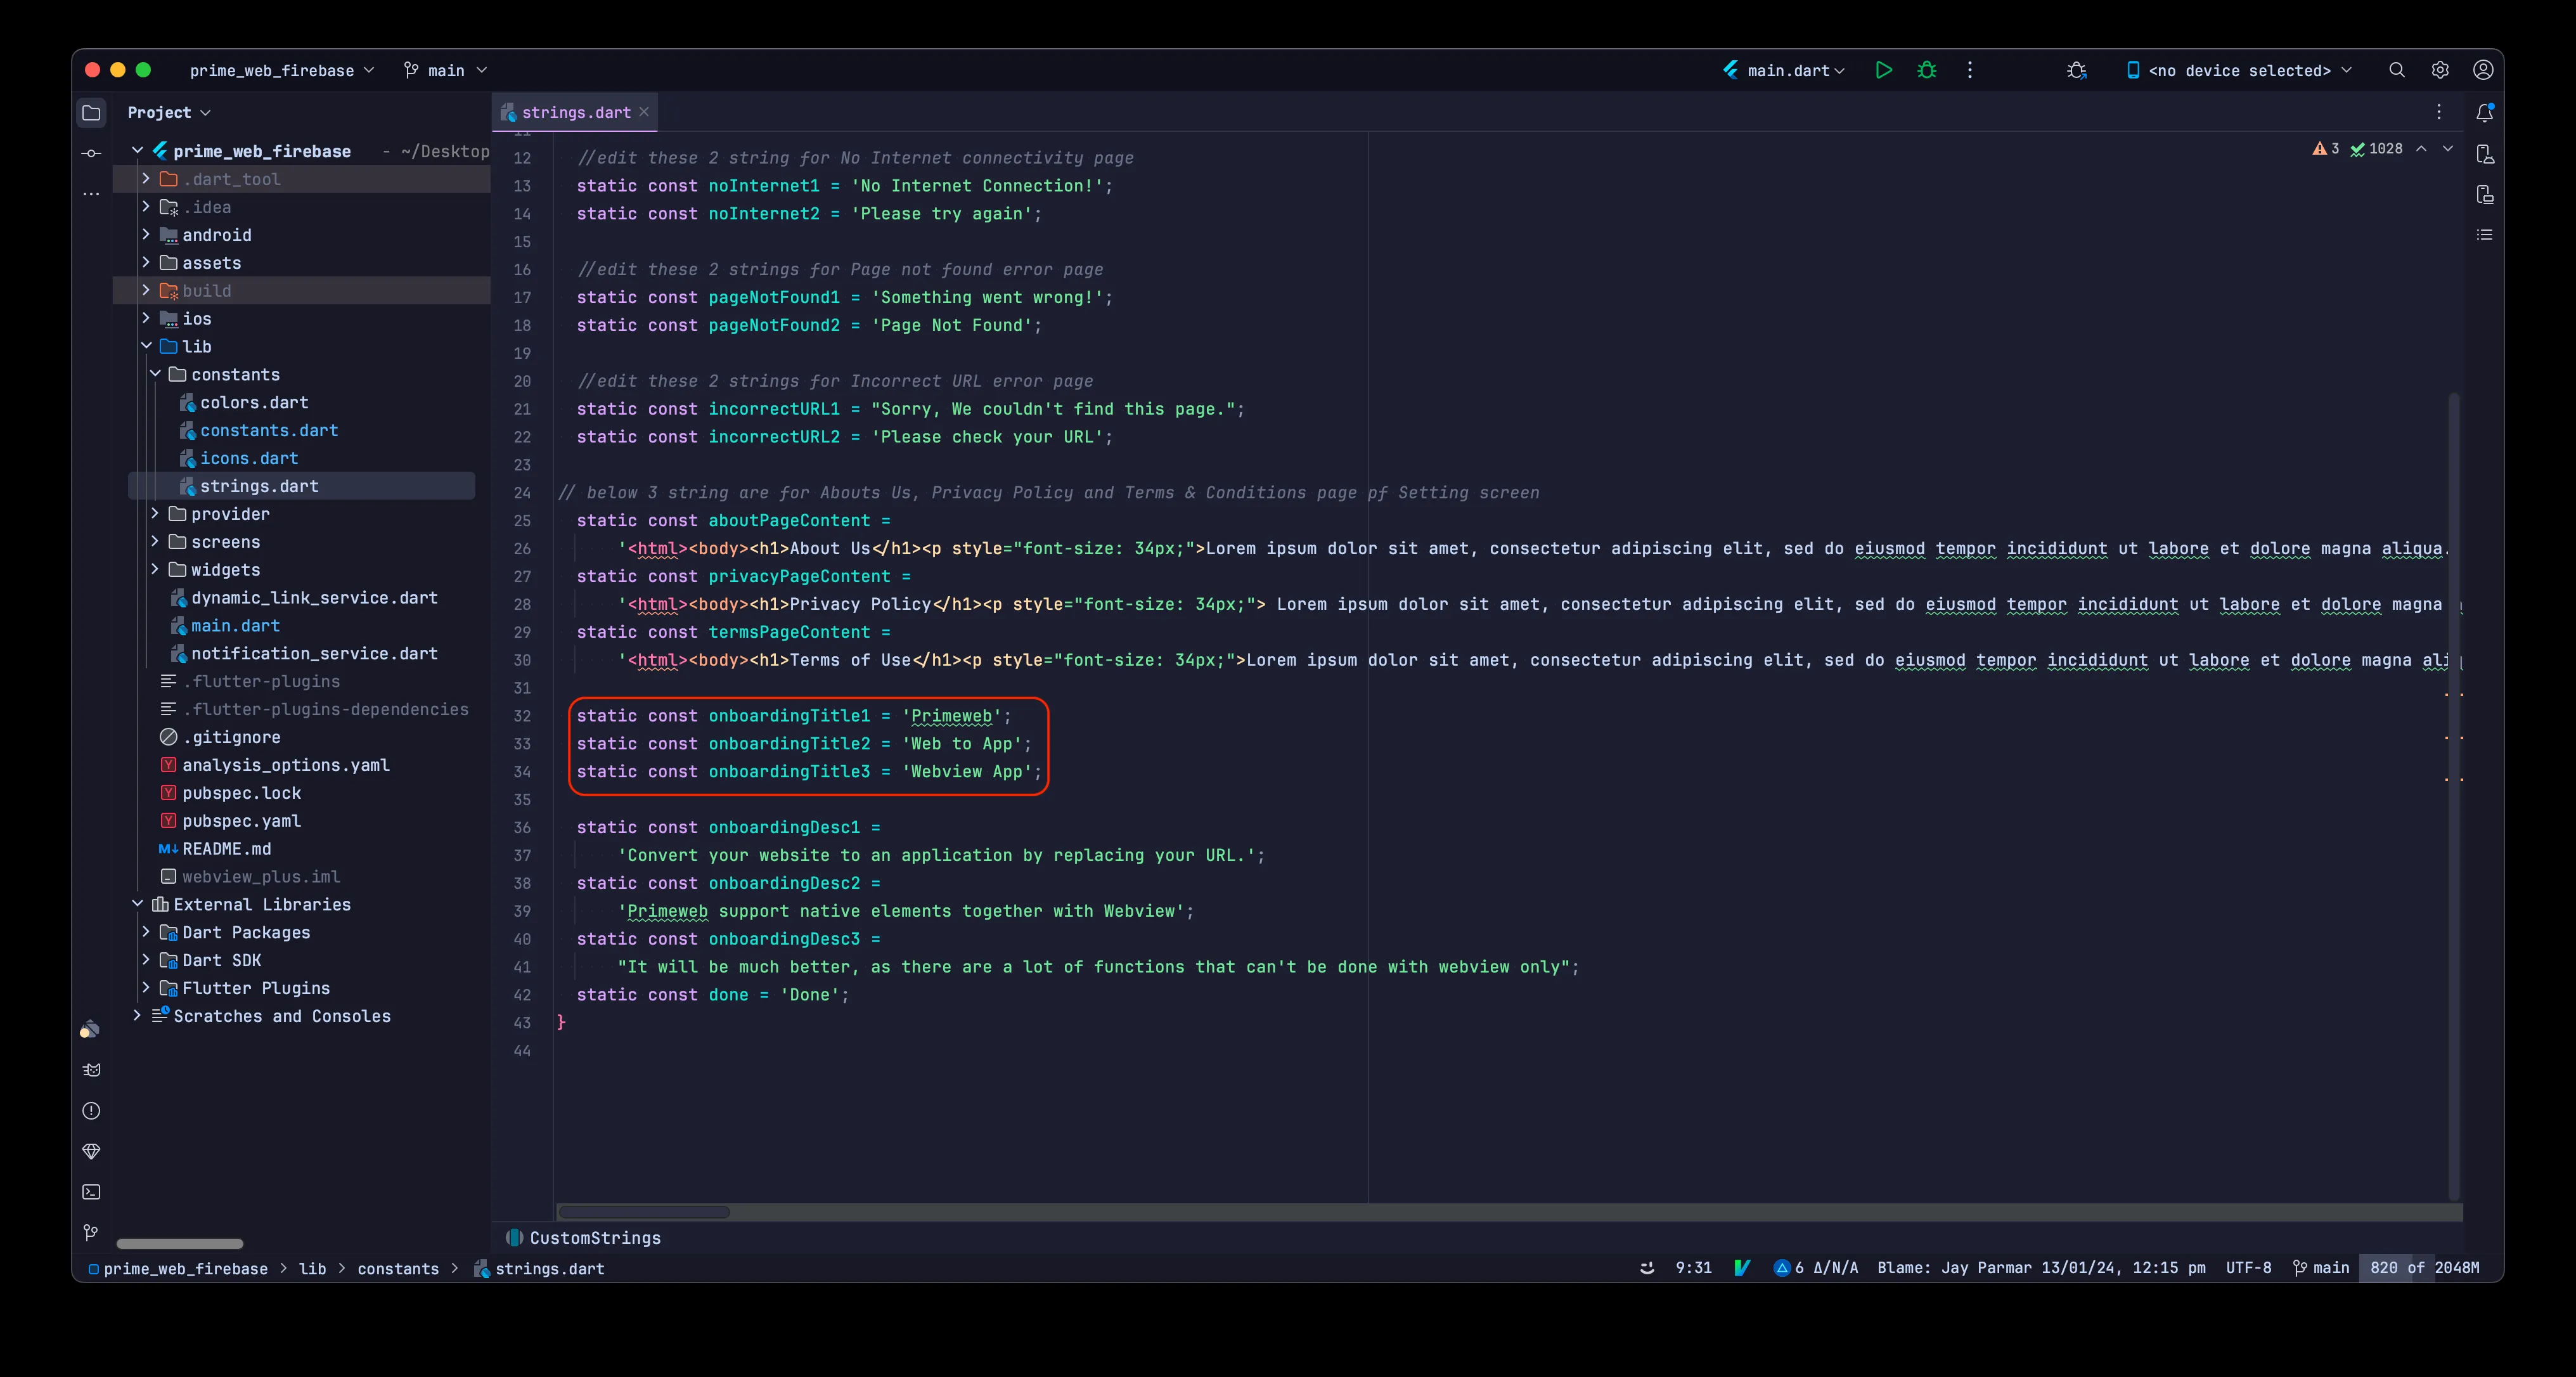 prime_web_firebase main main.dart <no device selected>
Project
strings.dart
prime_web_firebase - ~/Desktop
.dart_tool
.idea
android
assets
build
ios
lib
constants
colors.dart
constants.dart
icons.dart
strings.dart
provider
screens
widgets
dynamic_link_service.dart
main.dart
notification_service.dart
.flutter-plugins
.flutter-plugins-dependencies
.gitignore
analysis_options.yaml
pubspec.lock
pubspec.yaml
M↓ README.md
webview_plus.iml
External Libraries
Dart Packages
Dart SDK
Flutter Plugins
Scratches and Consoles
3 1028
11
12 //edit these 2 string for No Internet connectivity page
13 static const noInternet1 = 'No Internet Connection!';
14 static const noInternet2 = 'Please try again';
15
16 //edit these 2 strings for Page not found error page
17 static const pageNotFound1 = 'Something went wrong!';
18 static const pageNotFound2 = 'Page Not Found';
19
20 //edit these 2 strings for Incorrect URL error page
21 static const incorrectURL1 = "Sorry, We couldn't find this page.";
22 static const incorrectURL2 = 'Please check your URL';
23
24 // below 3 string are for Abouts Us, Privacy Policy and Terms & Conditions page pf Setting screen
25 static const aboutPageContent =
26 '<html><body><h1>About Us</h1><p style="font-size: 34px;">Lorem ipsum dolor sit amet, consectetur adipiscing elit, sed do eiusmod tempor incididunt ut labore et dolore magna aliqua.
27 static const privacyPageContent =
28 '<html><body><h1>Privacy Policy</h1><p style="font-size: 34px;"> Lorem ipsum dolor sit amet, consectetur adipiscing elit, sed do eiusmod tempor incididunt ut labore et dolore magna
29 static const termsPageContent =
30 '<html><body><h1>Terms of Use</h1><p style="font-size: 34px;">Lorem ipsum dolor sit amet, consectetur adipiscing elit, sed do eiusmod tempor incididunt ut labore et dolore magna ali
31
32 static const onboardingTitle1 = 'Primeweb';
33 static const onboardingTitle2 = 'Web to App';
34 static const onboardingTitle3 = 'Webview App';
35
36 static const onboardingDesc1 =
37 'Convert your website to an application by replacing your URL.';
38 static const onboardingDesc2 =
39 'Primeweb support native elements together with Webview';
40 static const onboardingDesc3 =
41 "It will be much better, as there are a lot of functions that can't be done with webview only";
42 static const done = 'Done';
43 }
44
CustomStrings
prime_web_firebase > lib > constants > strings.dart 9:31 6 Δ/N/A Blame: Jay Parmar 13/01/24, 12:15 pm UTF-8 main 820 of 2048M